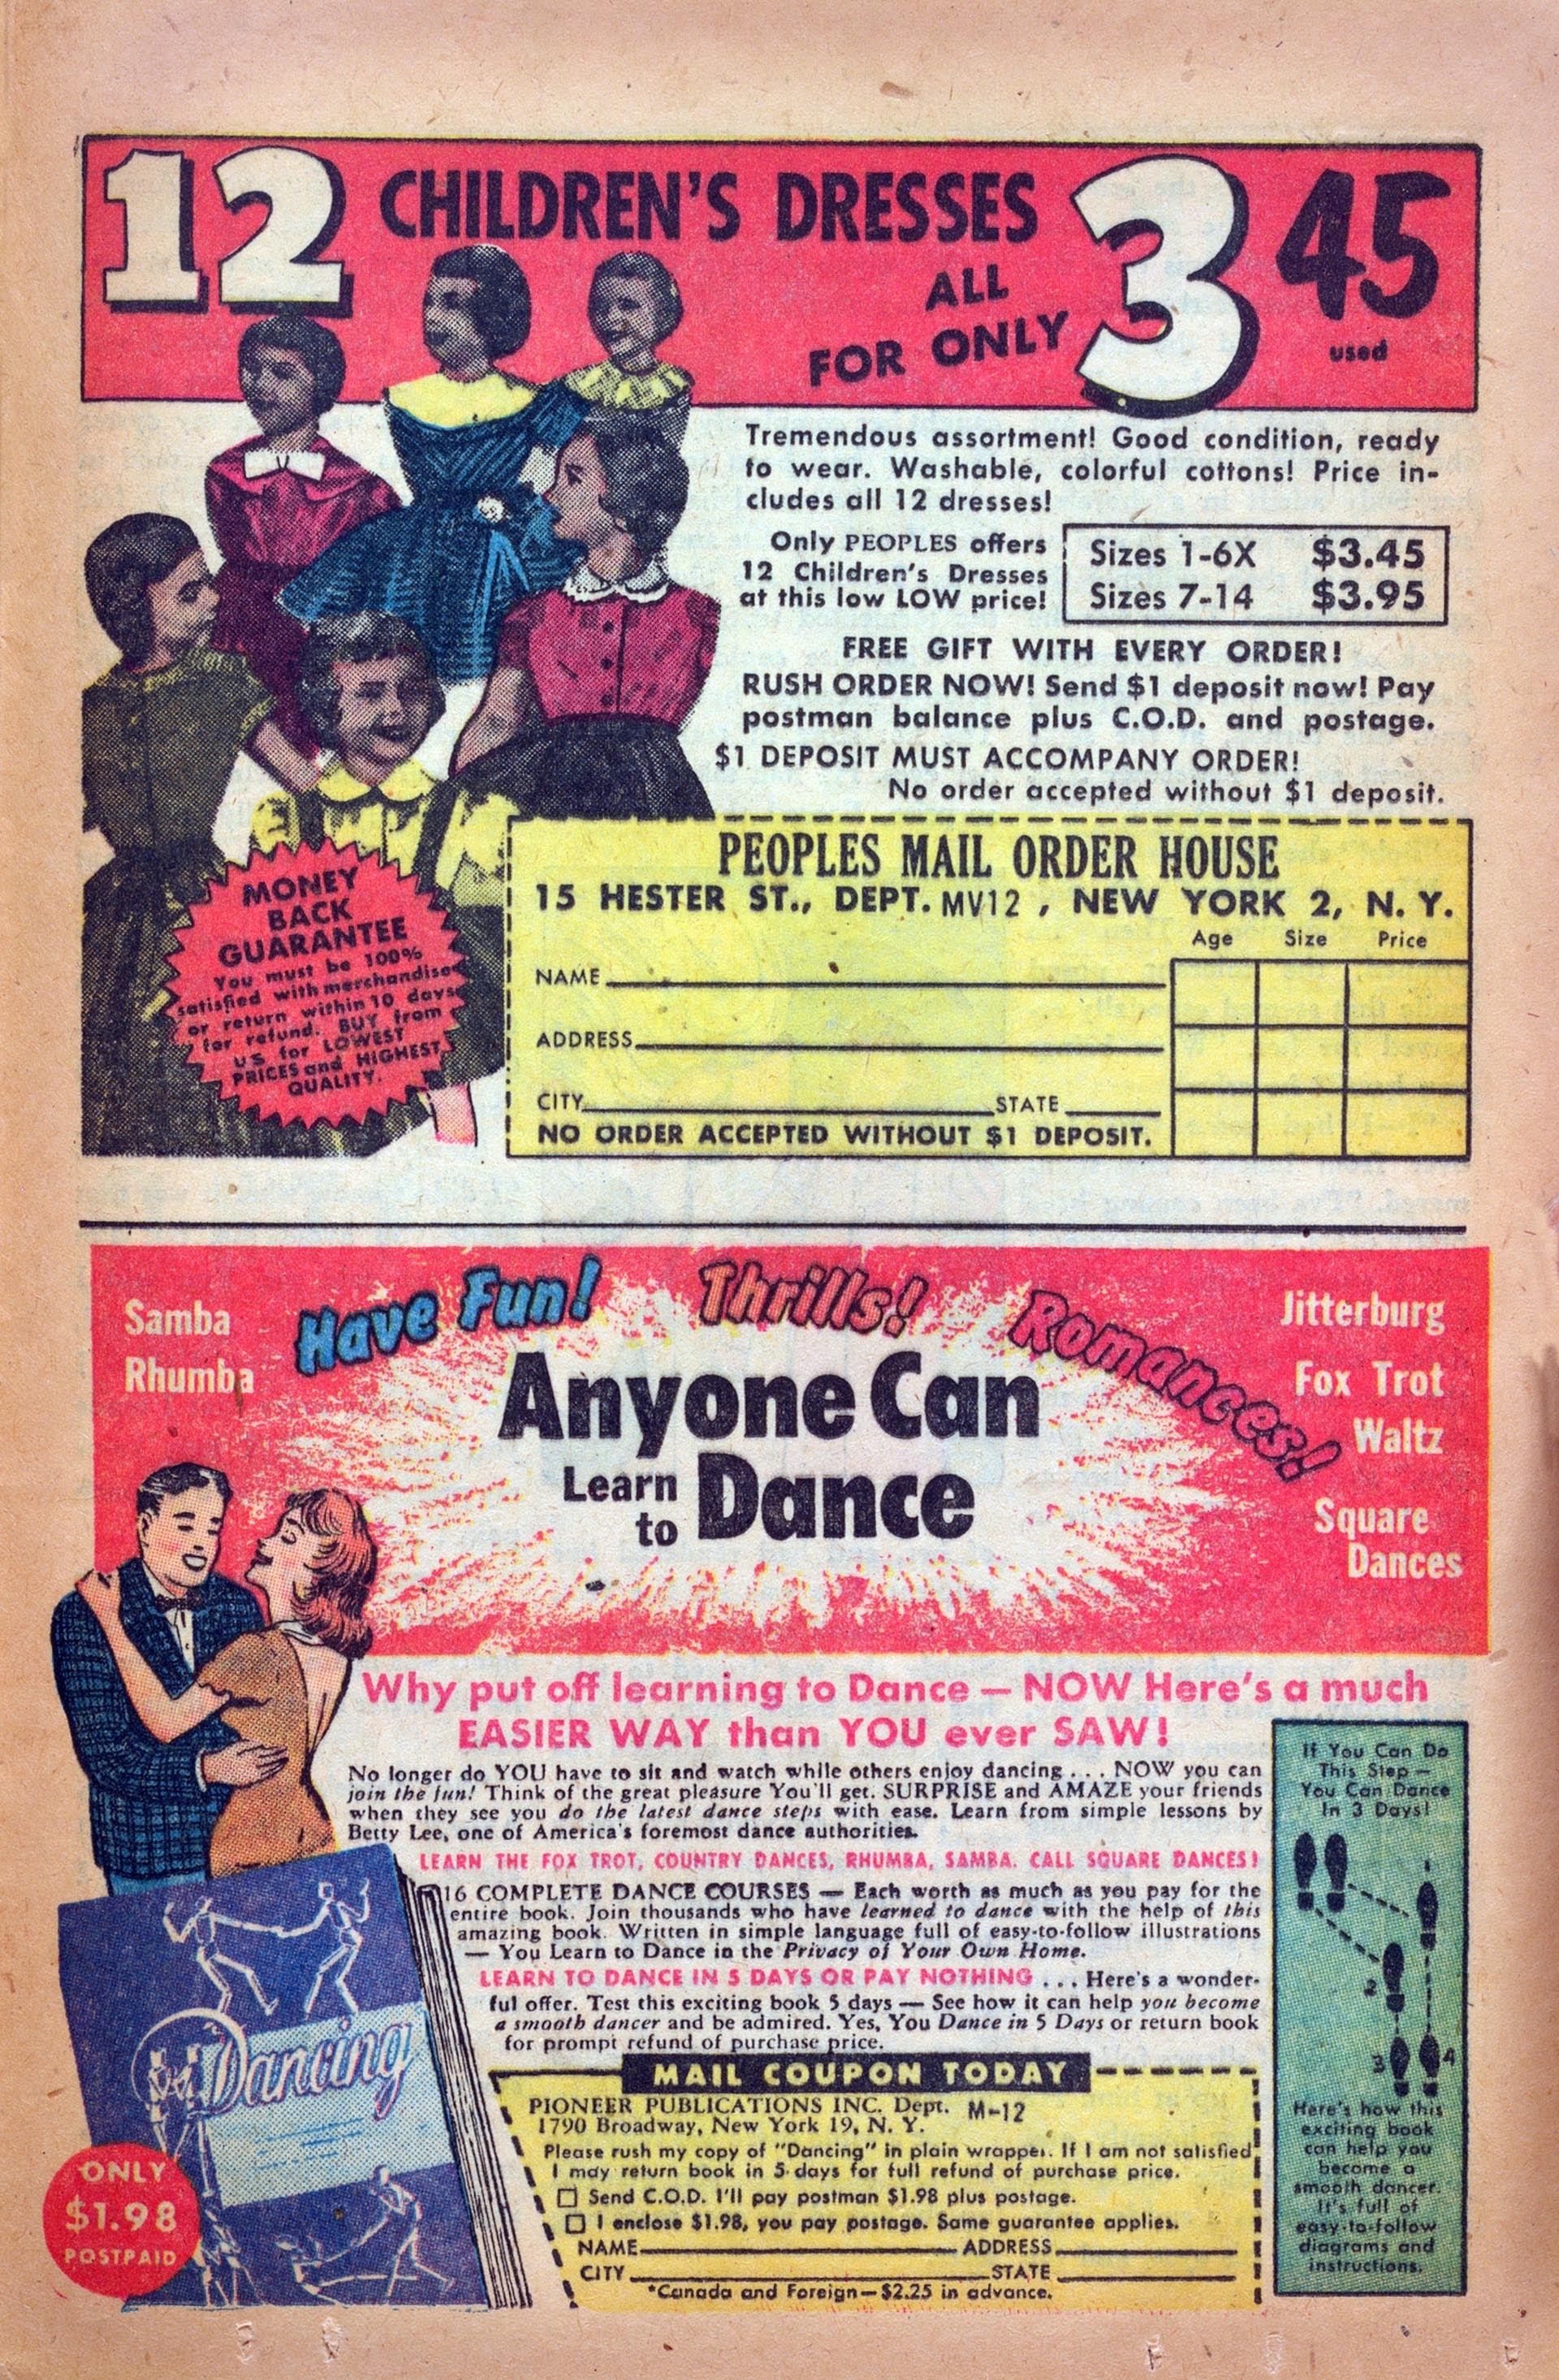 12 CHILDREN'S DRESSES
ALL
FOR ONLY
3 45
used
Tremendous assortment! Good condition, ready
to wear. Washable, colorful cottons! Price in-
cludes all 12 dresses!
Only PEOPLES offers
12 Children's Dresses
at this low LOW price!
Sizes 1-6X $3.45
Sizes 7-14 $3.95
FREE GIFT WITH EVERY ORDER!
RUSH ORDER NOW! Send $1 deposit now! Pay
postman balance plus C.O.D. and postage.
$1 DEPOSIT MUST ACCOMPANY ORDER!
No order accepted without $1 deposit.
MONEY
BACK
GUARANTEE
You must be 100%
satisfied with merchandise
or return within 10 days
for refund. BUY from
US for LOWEST
PRICES and HIGHEST
QUALITY.
PEOPLES MAIL ORDER HOUSE
15 HESTER ST., DEPT. MV12 , NEW YORK 2, N. Y.
Age Size Price
NAME
ADDRESS
CITY STATE
NO ORDER ACCEPTED WITHOUT $1 DEPOSIT.
Have Fun! Thrills! Romances!
Samba
Rhumba
Jitterburg
Fox Trot
Waltz
Square
Dances
Anyone Can
Learn
to Dance
Why put off learning to Dance — NOW Here's a much
EASIER WAY than YOU ever SAW!
No longer do YOU have to sit and watch while others enjoy dancing . . . NOW you can
join the fun! Think of the great pleasure You'll get. SURPRISE and AMAZE your friends
when they see you do the latest dance steps with ease. Learn from simple lessons by
Betty Lee, one of America's foremost dance authorities.
LEARN THE FOX TROT, COUNTRY DANCES, RHUMBA, SAMBA. CALL SQUARE DANCES!
16 COMPLETE DANCE COURSES — Each worth as much as you pay for the
entire book. Join thousands who have learned to dance with the help of this
amazing book. Written in simple language full of easy-to-follow illustrations
— You Learn to Dance in the Privacy of Your Own Home.
LEARN TO DANCE IN 5 DAYS OR PAY NOTHING . . . Here's a wonder-
ful offer. Test this exciting book 5 days — See how it can help you become
a smooth dancer and be admired. Yes, You Dance in 5 Days or return book
for prompt refund of purchase price.
If You Can Do
This Step —
You Can Dance
In 3 Days!
1
2
3 4
Here's how this
exciting book
can help you
become a
smooth dancer.
It's full of
easy-to-follow
diagrams and
instructions.
Dancing
ONLY
$1.98
POSTPAID
MAIL COUPON TODAY
PIONEER PUBLICATIONS INC. Dept. M-12
1790 Broadway, New York 19, N. Y.
Please rush my copy of "Dancing" in plain wrapper. If I am not satisfied
I may return book in 5 days for full refund of purchase price.
Send C.O.D. I'll pay postman $1.98 plus postage.
I enclose $1.98, you pay postage. Same guarantee applies.
NAME ADDRESS
CITY STATE
*Canada and Foreign—$2.25 in advance.